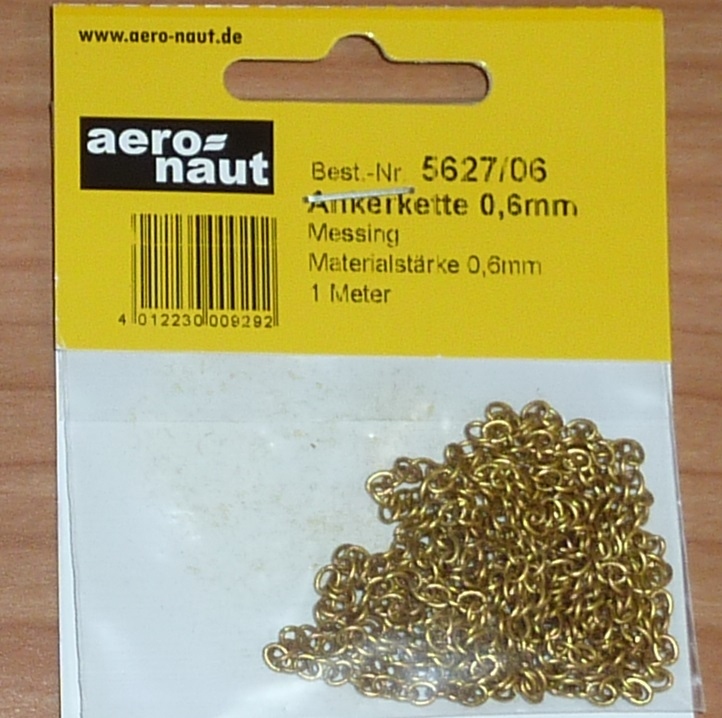 www.aero-naut.de
aero=
naut
Best.-Nr. 5627/06
Ankerkette 0,6mm
Messing
Materialstärke 0,6mm
1 Meter
4 012230 009292